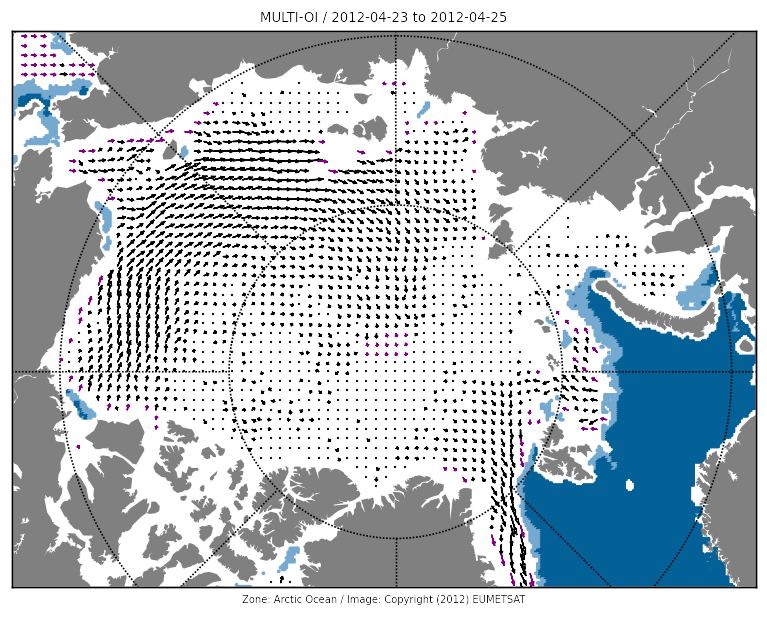 MULTI-OI / 2012-04-23 to 2012-04-25
Zone: Arctic Ocean / Image: Copyright (2012) EUMETSAT